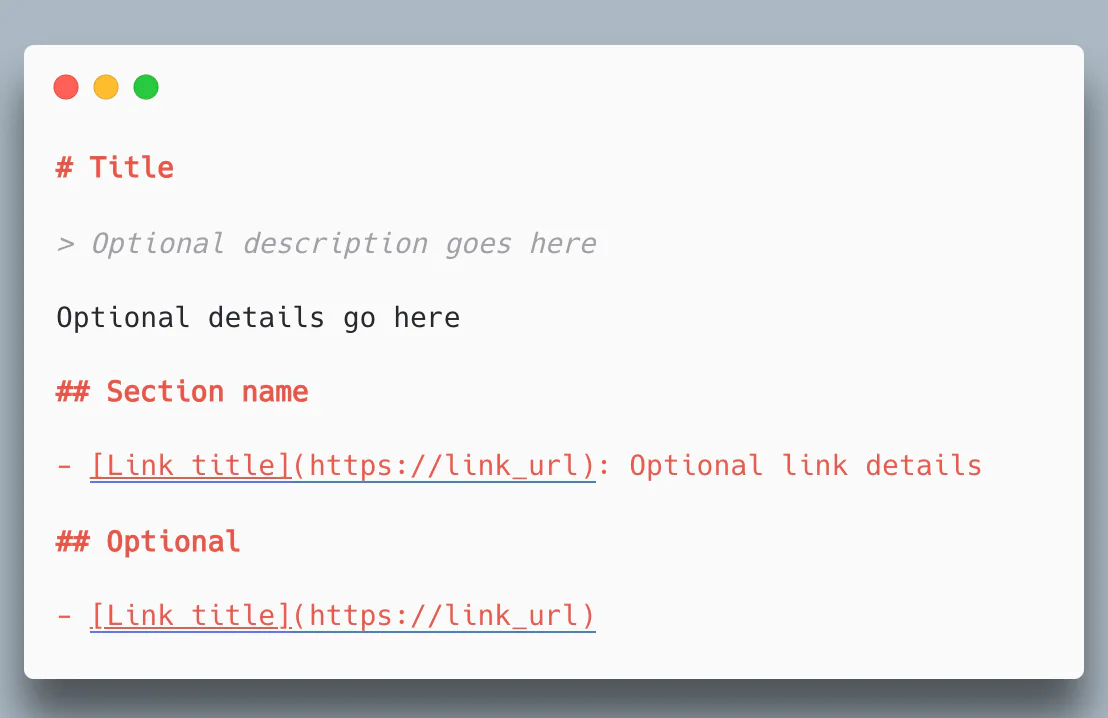 # Title
> Optional description goes here
Optional details go here
## Section name
- [Link title](https://link_url): Optional link details
## Optional
- [Link title](https://link_url)